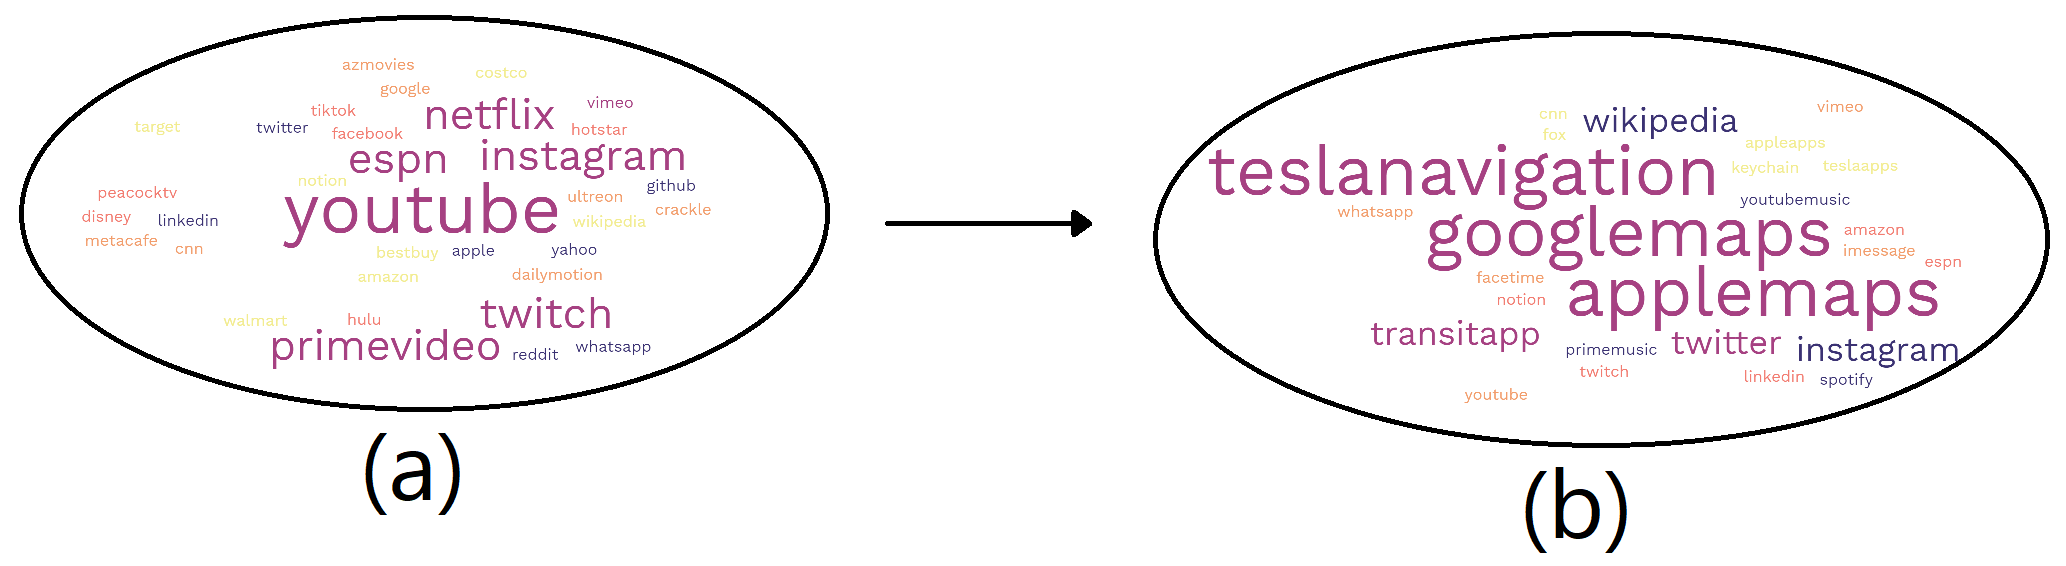 azmovies
costco
google
netflix
vimeo
tiktok
target
twitter
facebook
hotstar
espn
instagram
notion
github
peacocktv
youtube
ultreon
crackle
disney
linkedin
wikipedia
metacafe
cnn
bestbuy
apple
yahoo
amazon
dailymotion
walmart
hulu
twitch
primevideo
reddit
whatsapp
(a)
cnn
wikipedia
vimeo
fox
appleapps
teslanavigation
keychain
teslaapps
youtubemusic
whatsapp
googlemaps
amazon
imessage
espn
facetime
notion
applemaps
transitapp
primemusic
twitter
instagram
twitch
linkedin
spotify
youtube
(b)